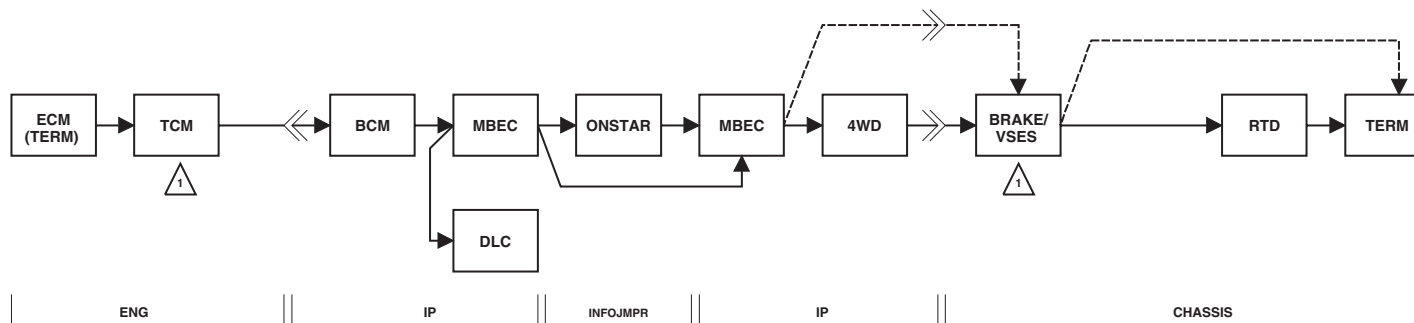 ECM
(TERM)
TCM
BCM
MBEC
ONSTAR
MBEC
4WD
BRAKE/
VSES
RTD
TERM
1
1
DLC
ENG
IP
INFOJMPR
IP
CHASSIS